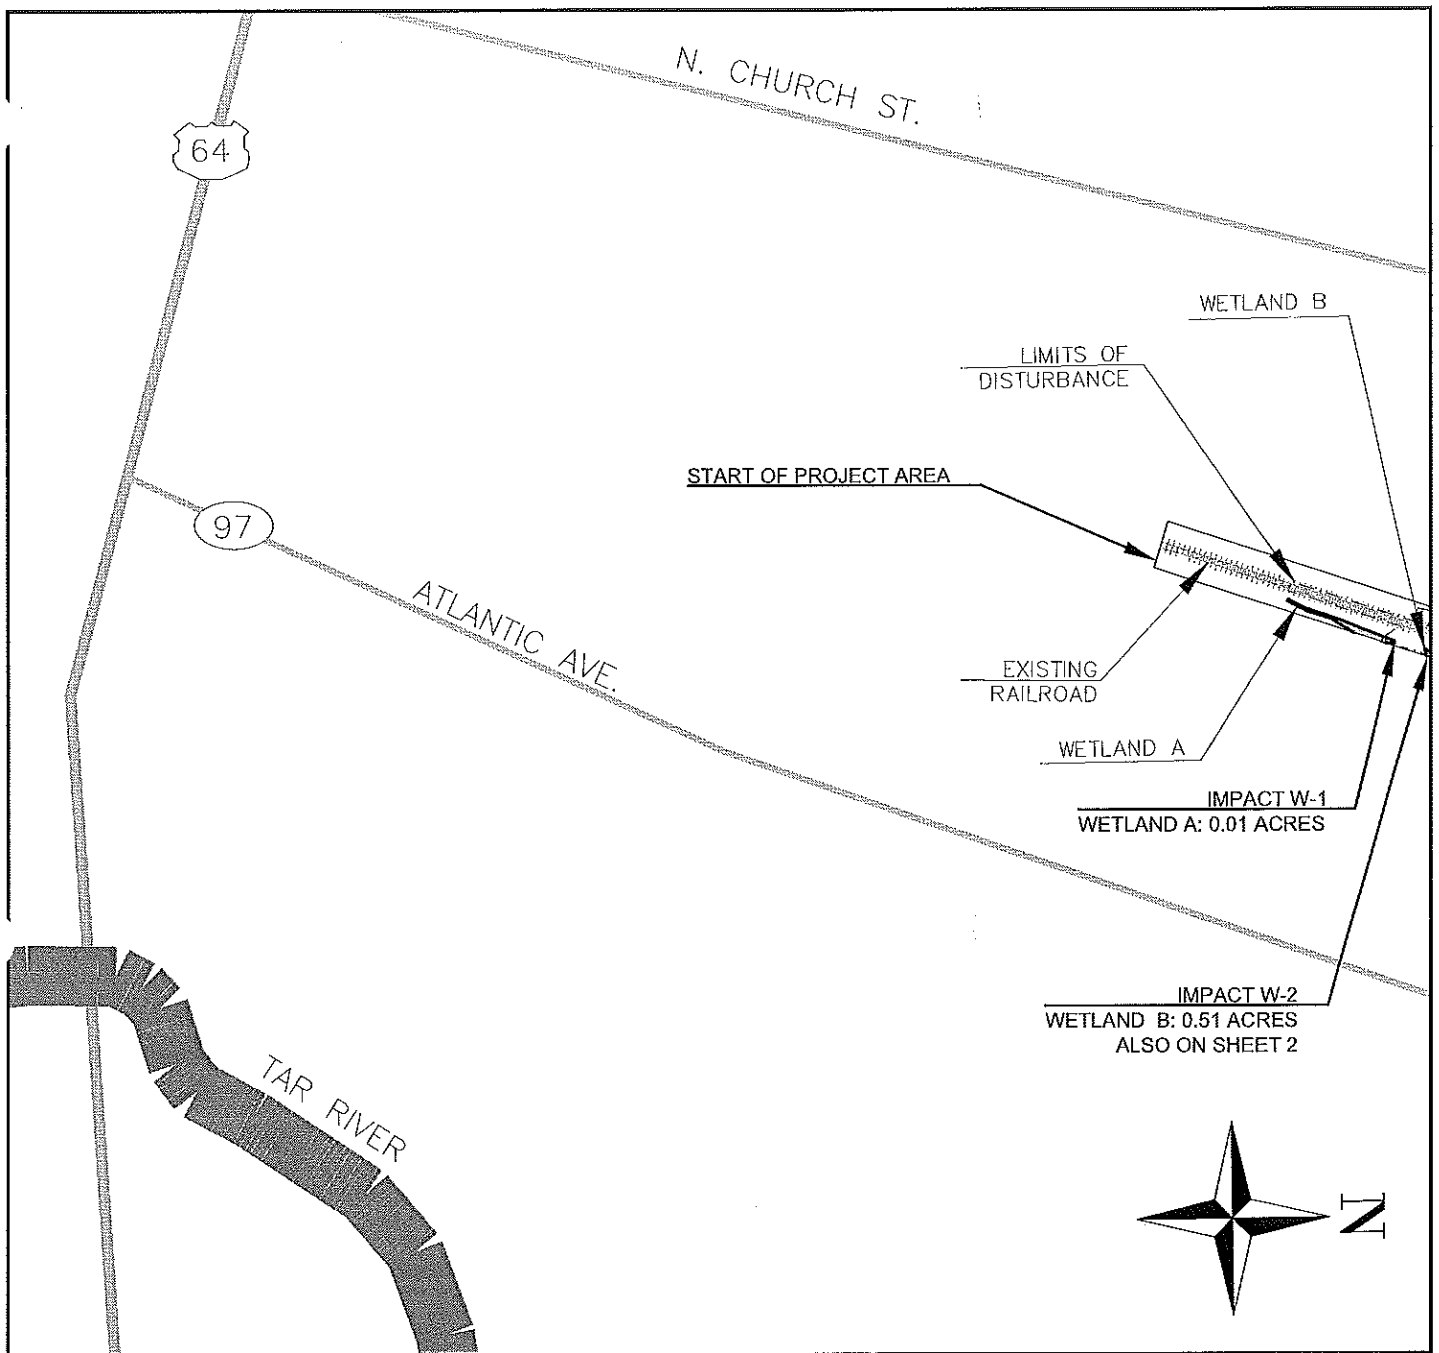 N. CHURCH ST.
64
WETLAND B
LIMITS OF
DISTURBANCE
START OF PROJECT AREA
97
ATLANTIC AVE.
EXISTING
RAILROAD
WETLAND A
IMPACT W-1
WETLAND A: 0.01 ACRES
IMPACT W-2
WETLAND B: 0.51 ACRES
ALSO ON SHEET 2
TAR RIVER
N